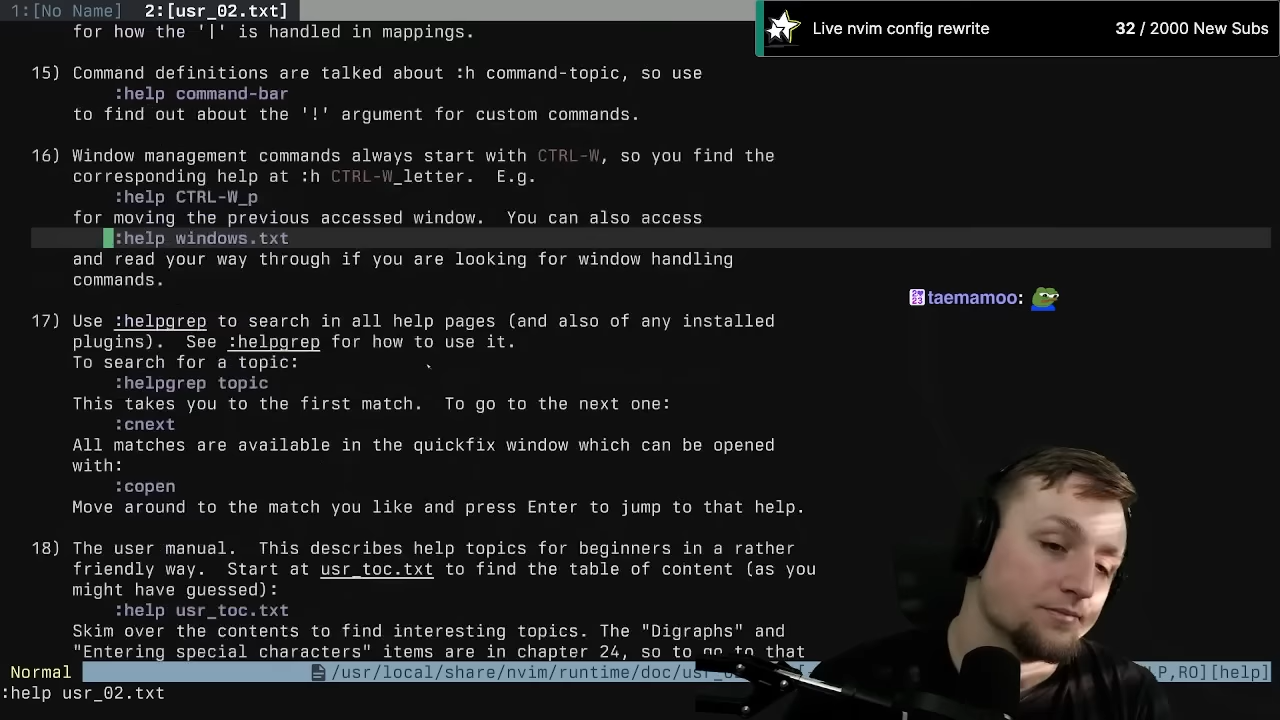 1:[No Name]  2:[usr_02.txt]
Live nvim config rewrite 32 / 2000 New Subs
for how the '|' is handled in mappings.
15) Command definitions are talked about :h command-topic, so use
:help command-bar
to find out about the '!' argument for custom commands.
16) Window management commands always start with CTRL-W, so you find the
corresponding help at :h CTRL-W_letter.  E.g.
:help CTRL-W_p
for moving the previous accessed window.  You can also access
:help windows.txt
and read your way through if you are looking for window handling
commands.
taemamoo:
17) Use :helpgrep to search in all help pages (and also of any installed
plugins).  See :helpgrep for how to use it.
To search for a topic:
:helpgrep topic
This takes you to the first match.  To go to the next one:
:cnext
All matches are available in the quickfix window which can be opened
with:
:copen
Move around to the match you like and press Enter to jump to that help.
18) The user manual.  This describes help topics for beginners in a rather
friendly way.  Start at usr_toc.txt to find the table of content (as you
might have guessed):
:help usr_toc.txt
Skim over the contents to find interesting topics. The "Digraphs" and
"Entering special characters" items are in chapter 24, so to go to that
Normal /usr/local/share/nvim/runtime/doc/us ,RO][help]
:help usr_02.txt